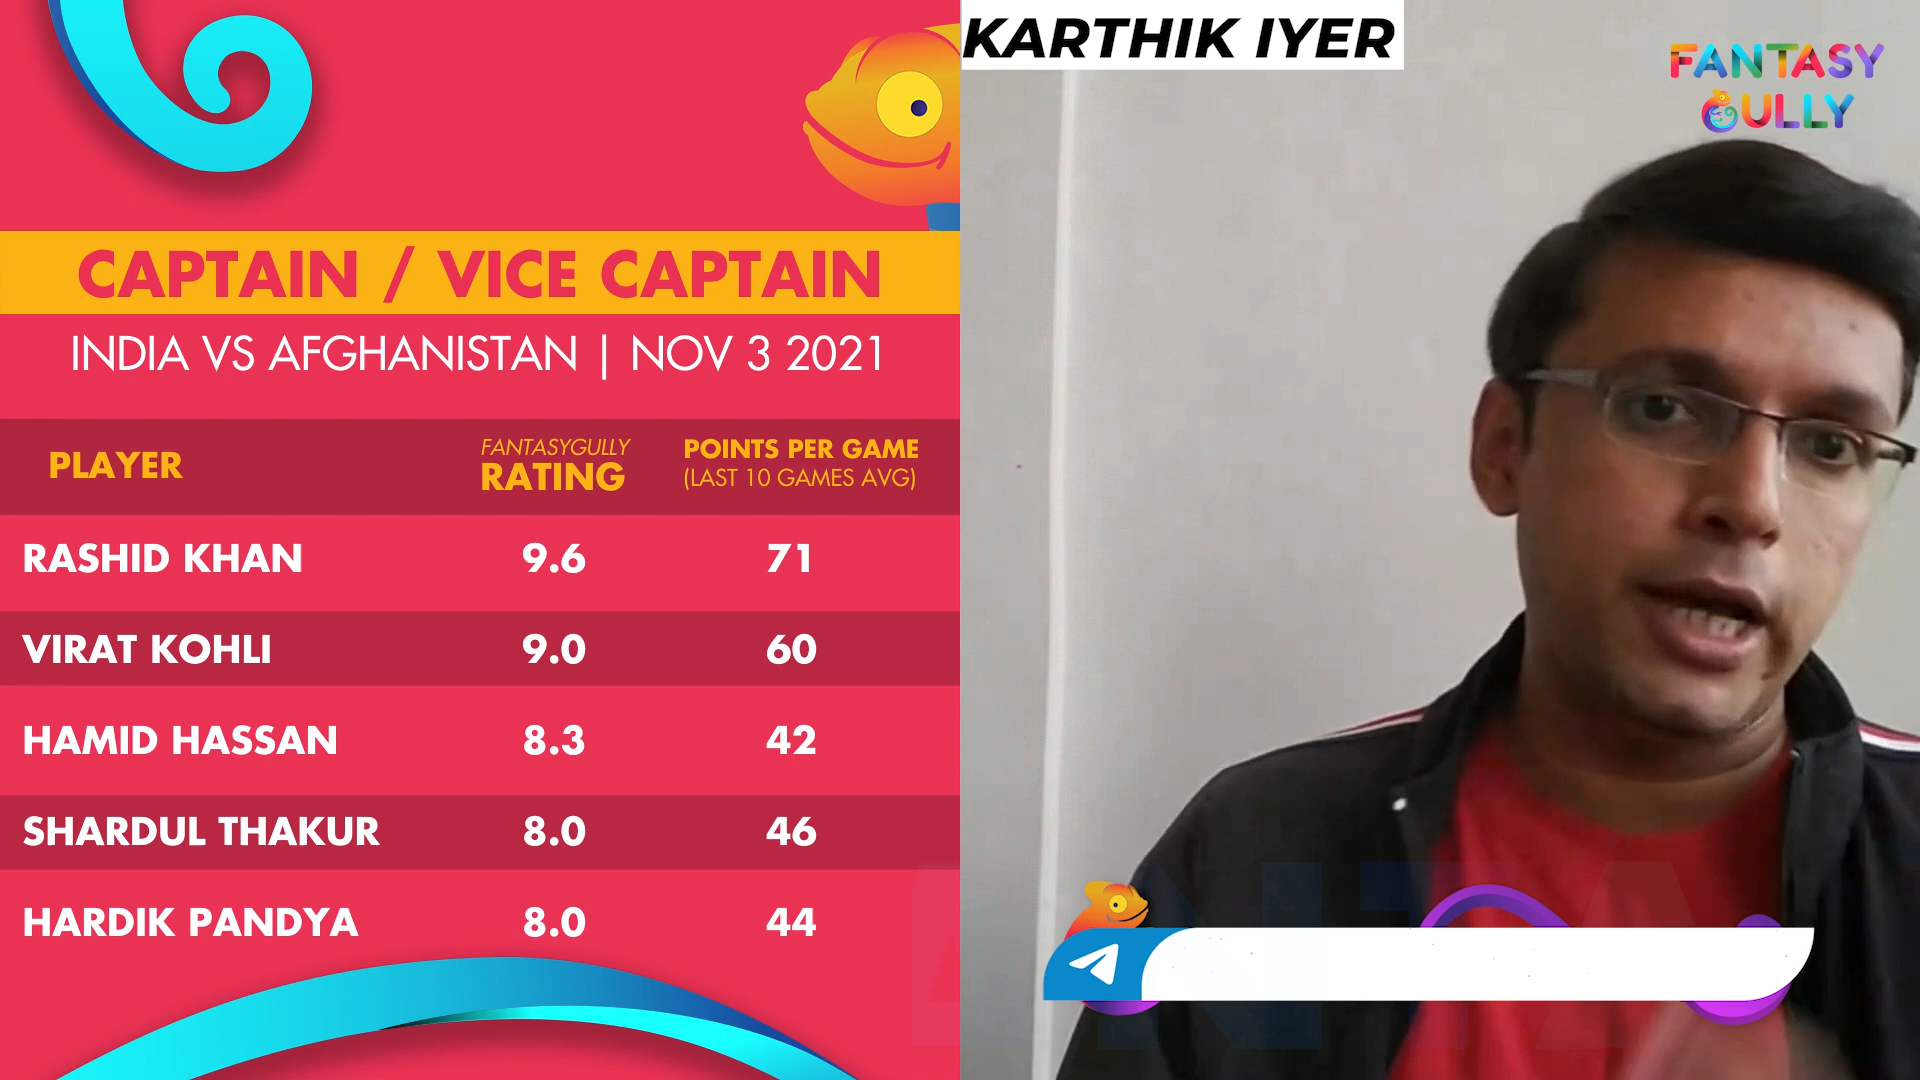 CAPTAIN / VICE CAPTAIN
INDIA VS AFGHANISTAN | NOV 3 2021
PLAYER
FANTASYGULLY
RATING
POINTS PER GAME
(LAST 10 GAMES AVG)
RASHID KHAN 9.6 71
VIRAT KOHLI 9.0 60
HAMID HASSAN 8.3 42
SHARDUL THAKUR 8.0 46
HARDIK PANDYA 8.0 44
KARTHIK IYER
FANTASY
GULLY